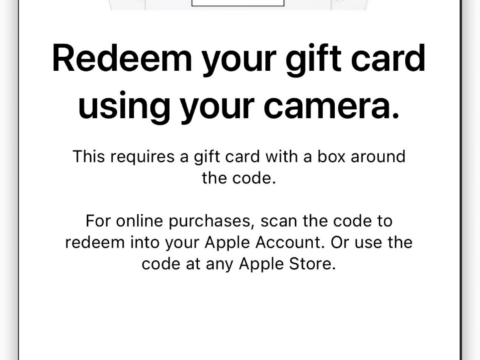 Redeem your gift card
using your camera.
This requires a gift card with a box around
the code.
For online purchases, scan the code to
redeem into your Apple Account. Or use the
code at any Apple Store.